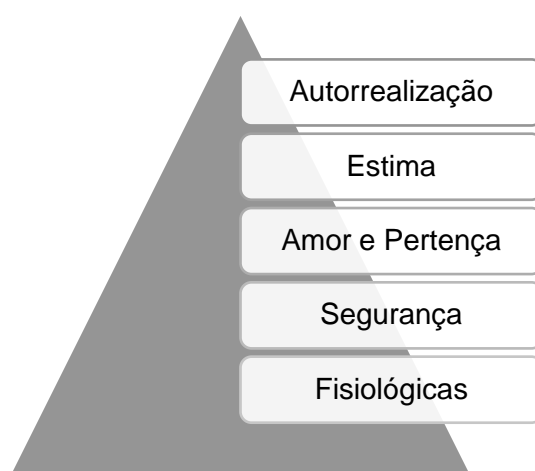 Autorrealização
Estima
Amor e Pertença
Segurança
Fisiológicas